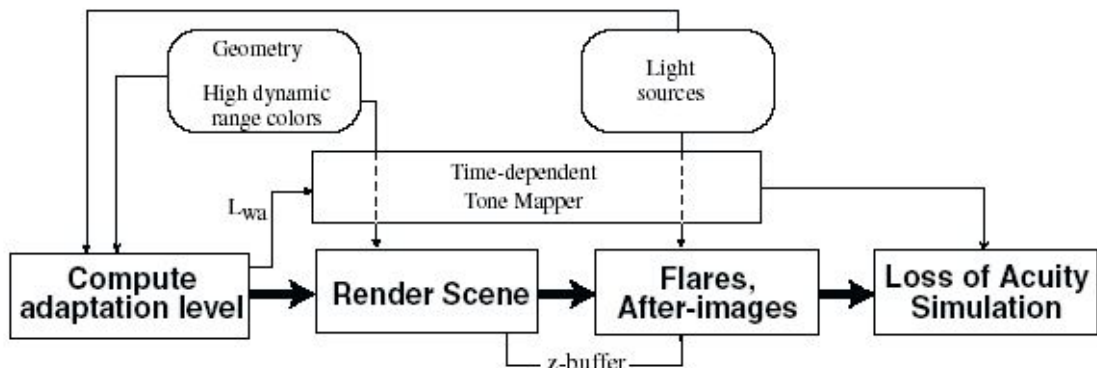 Geometry
High dynamic
range colors
Light
sources
Time-dependent
Tone Mapper
Lwa
Compute
adaptation level
Render Scene
Flares,
After-images
Loss of Acuity
Simulation
z-buffer